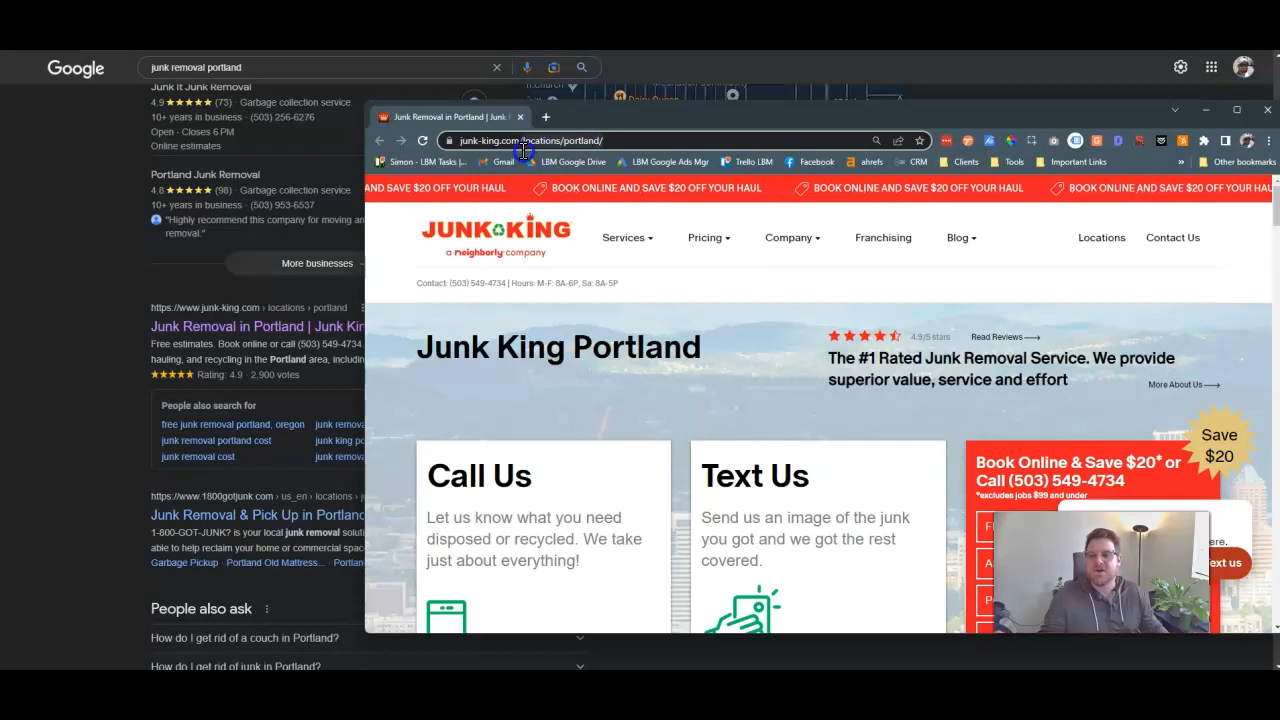 Google
junk removal portland
Junk It Junk Removal
4.9 ★★★★★ (73) · Garbage collection service
10+ years in business · (503) 256-6276
Open · Closes 6 PM
Online estimates
Portland Junk Removal
4.8 ★★★★★ (98) · Garbage collection service
10+ years in business · (503) 953-6537
"Highly recommend this company for moving an
removal."
More businesses
https://www.junk-king.com › locations › portland
Junk Removal in Portland | Junk Kin
Free estimates. Book online or call (503) 549-4734.
hauling, and recycling in the Portland area, includin
★★★★★ Rating: 4.9 · 2,900 votes
People also search for
free junk removal portland, oregon
junk remova
junk removal portland cost
junk king po
junk removal cost
junk remova
https://www.1800gotjunk.com › us_en › locations ›
Junk Removal & Pick Up in Portland
1-800-GOT-JUNK? is your local junk removal soluti
able to help reclaim your home or commercial spac
Garbage Pickup · Portland Old Mattress... · Portlan
People also ask
How do I get rid of a couch in Portland?
How do I get rid of junk in Portland?
Dairy Queen
Junk Removal in Portland | Junk
junk-king.com/locations/portland/
Simon - LBM Tasks |...
Gmail
LBM Google Drive
LBM Google Ads Mgr
Trello LBM
Facebook
ahrefs
CRM
Clients
Tools
Important Links
»
Other bookmarks
AND SAVE $20 OFF YOUR HAUL
BOOK ONLINE AND SAVE $20 OFF YOUR HAUL
BOOK ONLINE AND SAVE $20 OFF YOUR HAUL
BOOK ONLINE AND SAVE $20 OFF YOUR HAU
JUNK KING
a neighborly company
Services
Pricing
Company
Franchising
Blog
Locations
Contact Us
Contact: (503) 549-4734 | Hours: M-F: 8A-6P, Sa: 8A-5P
Junk King Portland
4.9/5 stars
Read Reviews
The #1 Rated Junk Removal Service. We provide
superior value, service and effort
More About Us
Call Us
Let us know what you need
disposed or recycled. We take
just about everything!
Text Us
Send us an image of the junk
you got and we got the rest
covered.
Save
$20
Book Online & Save $20* or
Call (503) 549-4734
*excludes jobs $99 and under
ere.
ext us